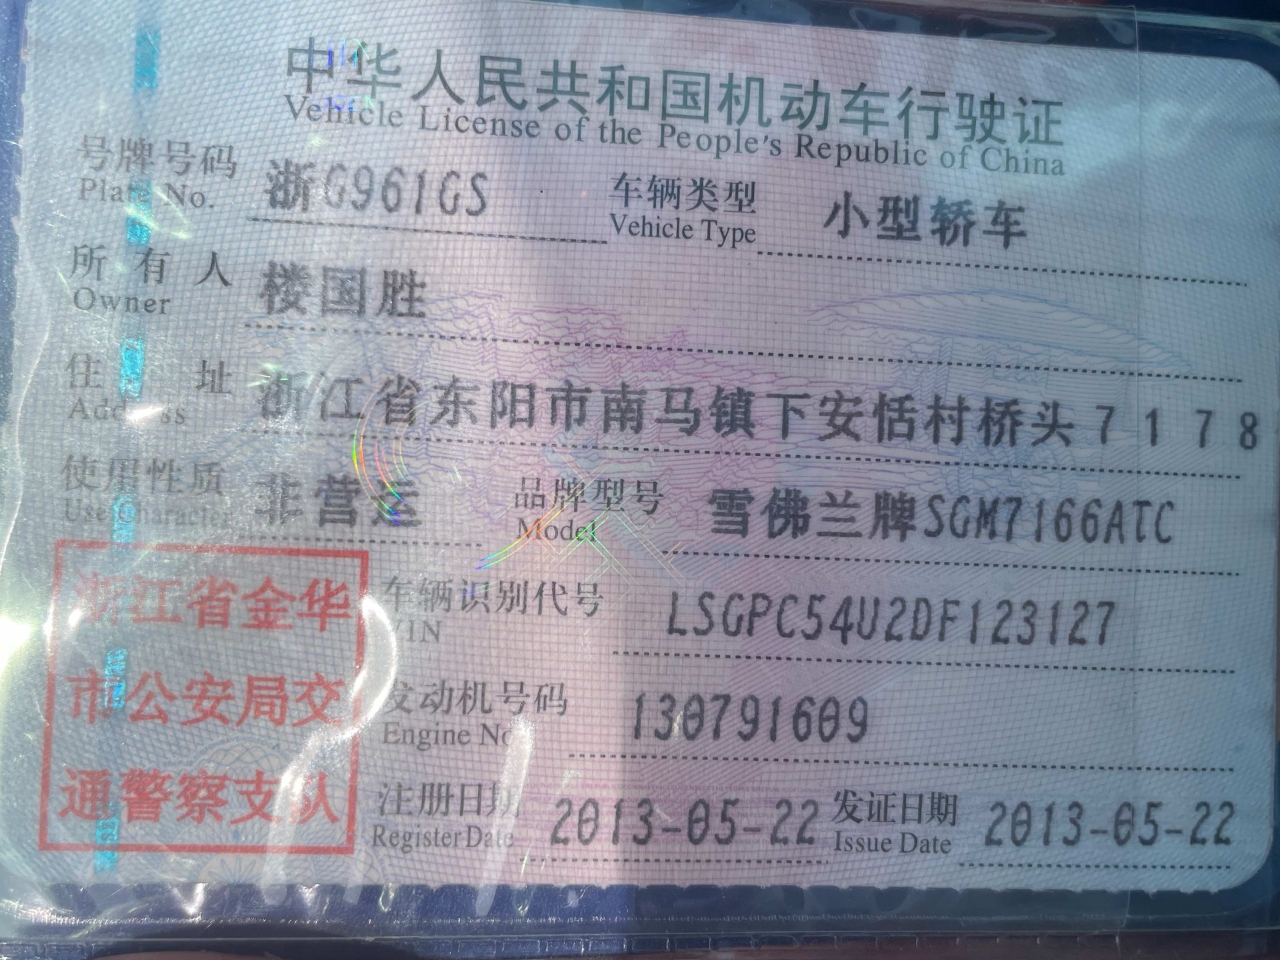 中华人民共和国机动车行驶证
Vehicle License of the People's Republic of China
号牌号码 浙G961GS 车辆类型 小型轿车
Plate No. Vehicle Type
所有人 楼国胜
Owner
住址 浙江省东阳市南马镇下安恬村桥头7178
Address
使用性质 非营运 品牌型号 雪佛兰牌SGM7166ATC
Use Character Model
浙江省金华
市公安局交
通警察支队
车辆识别代号 LSGPC54U2DF123127
VIN
发动机号码 130791609
Engine No.
注册日期 2013-05-22 发证日期 2013-05-22
Register Date Issue Date